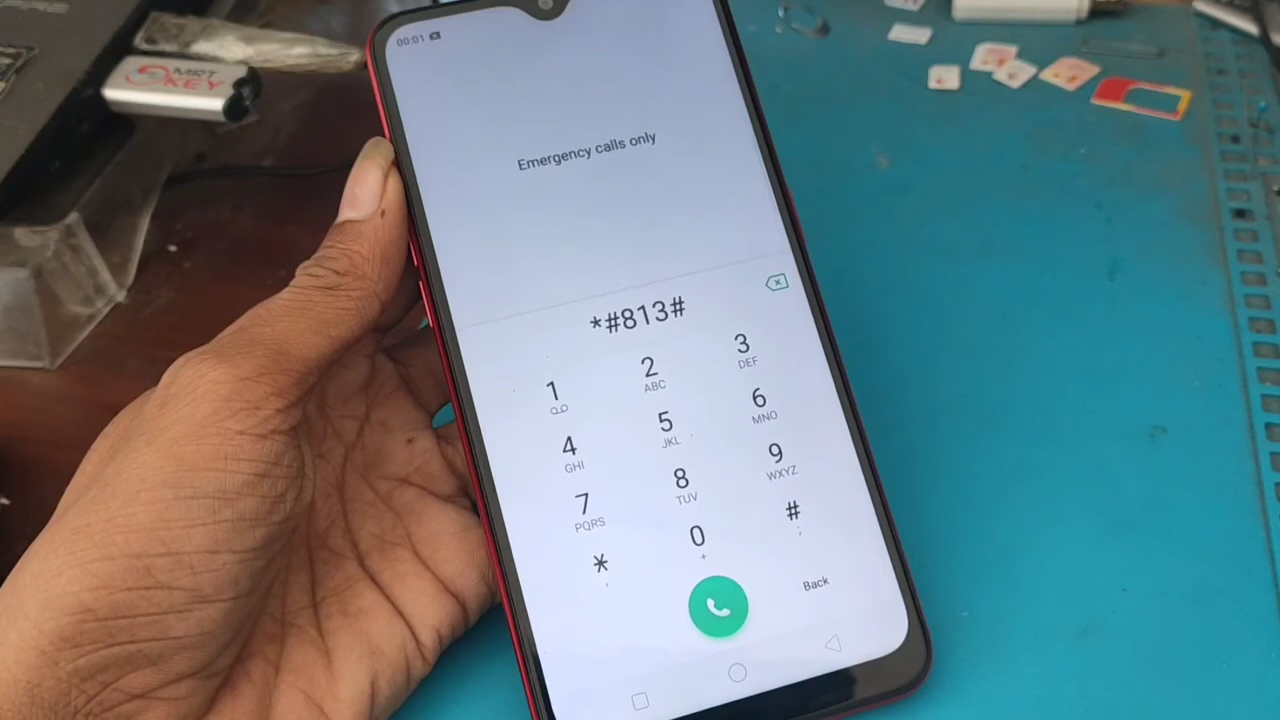 MRT
KEY
00:01
Emergency calls only
*#813#
1
2
ABC
3
DEF
4
GHI
5
JKL
6
MNO
7
PQRS
8
TUV
9
WXYZ
*
,
0
+
#
;
Back